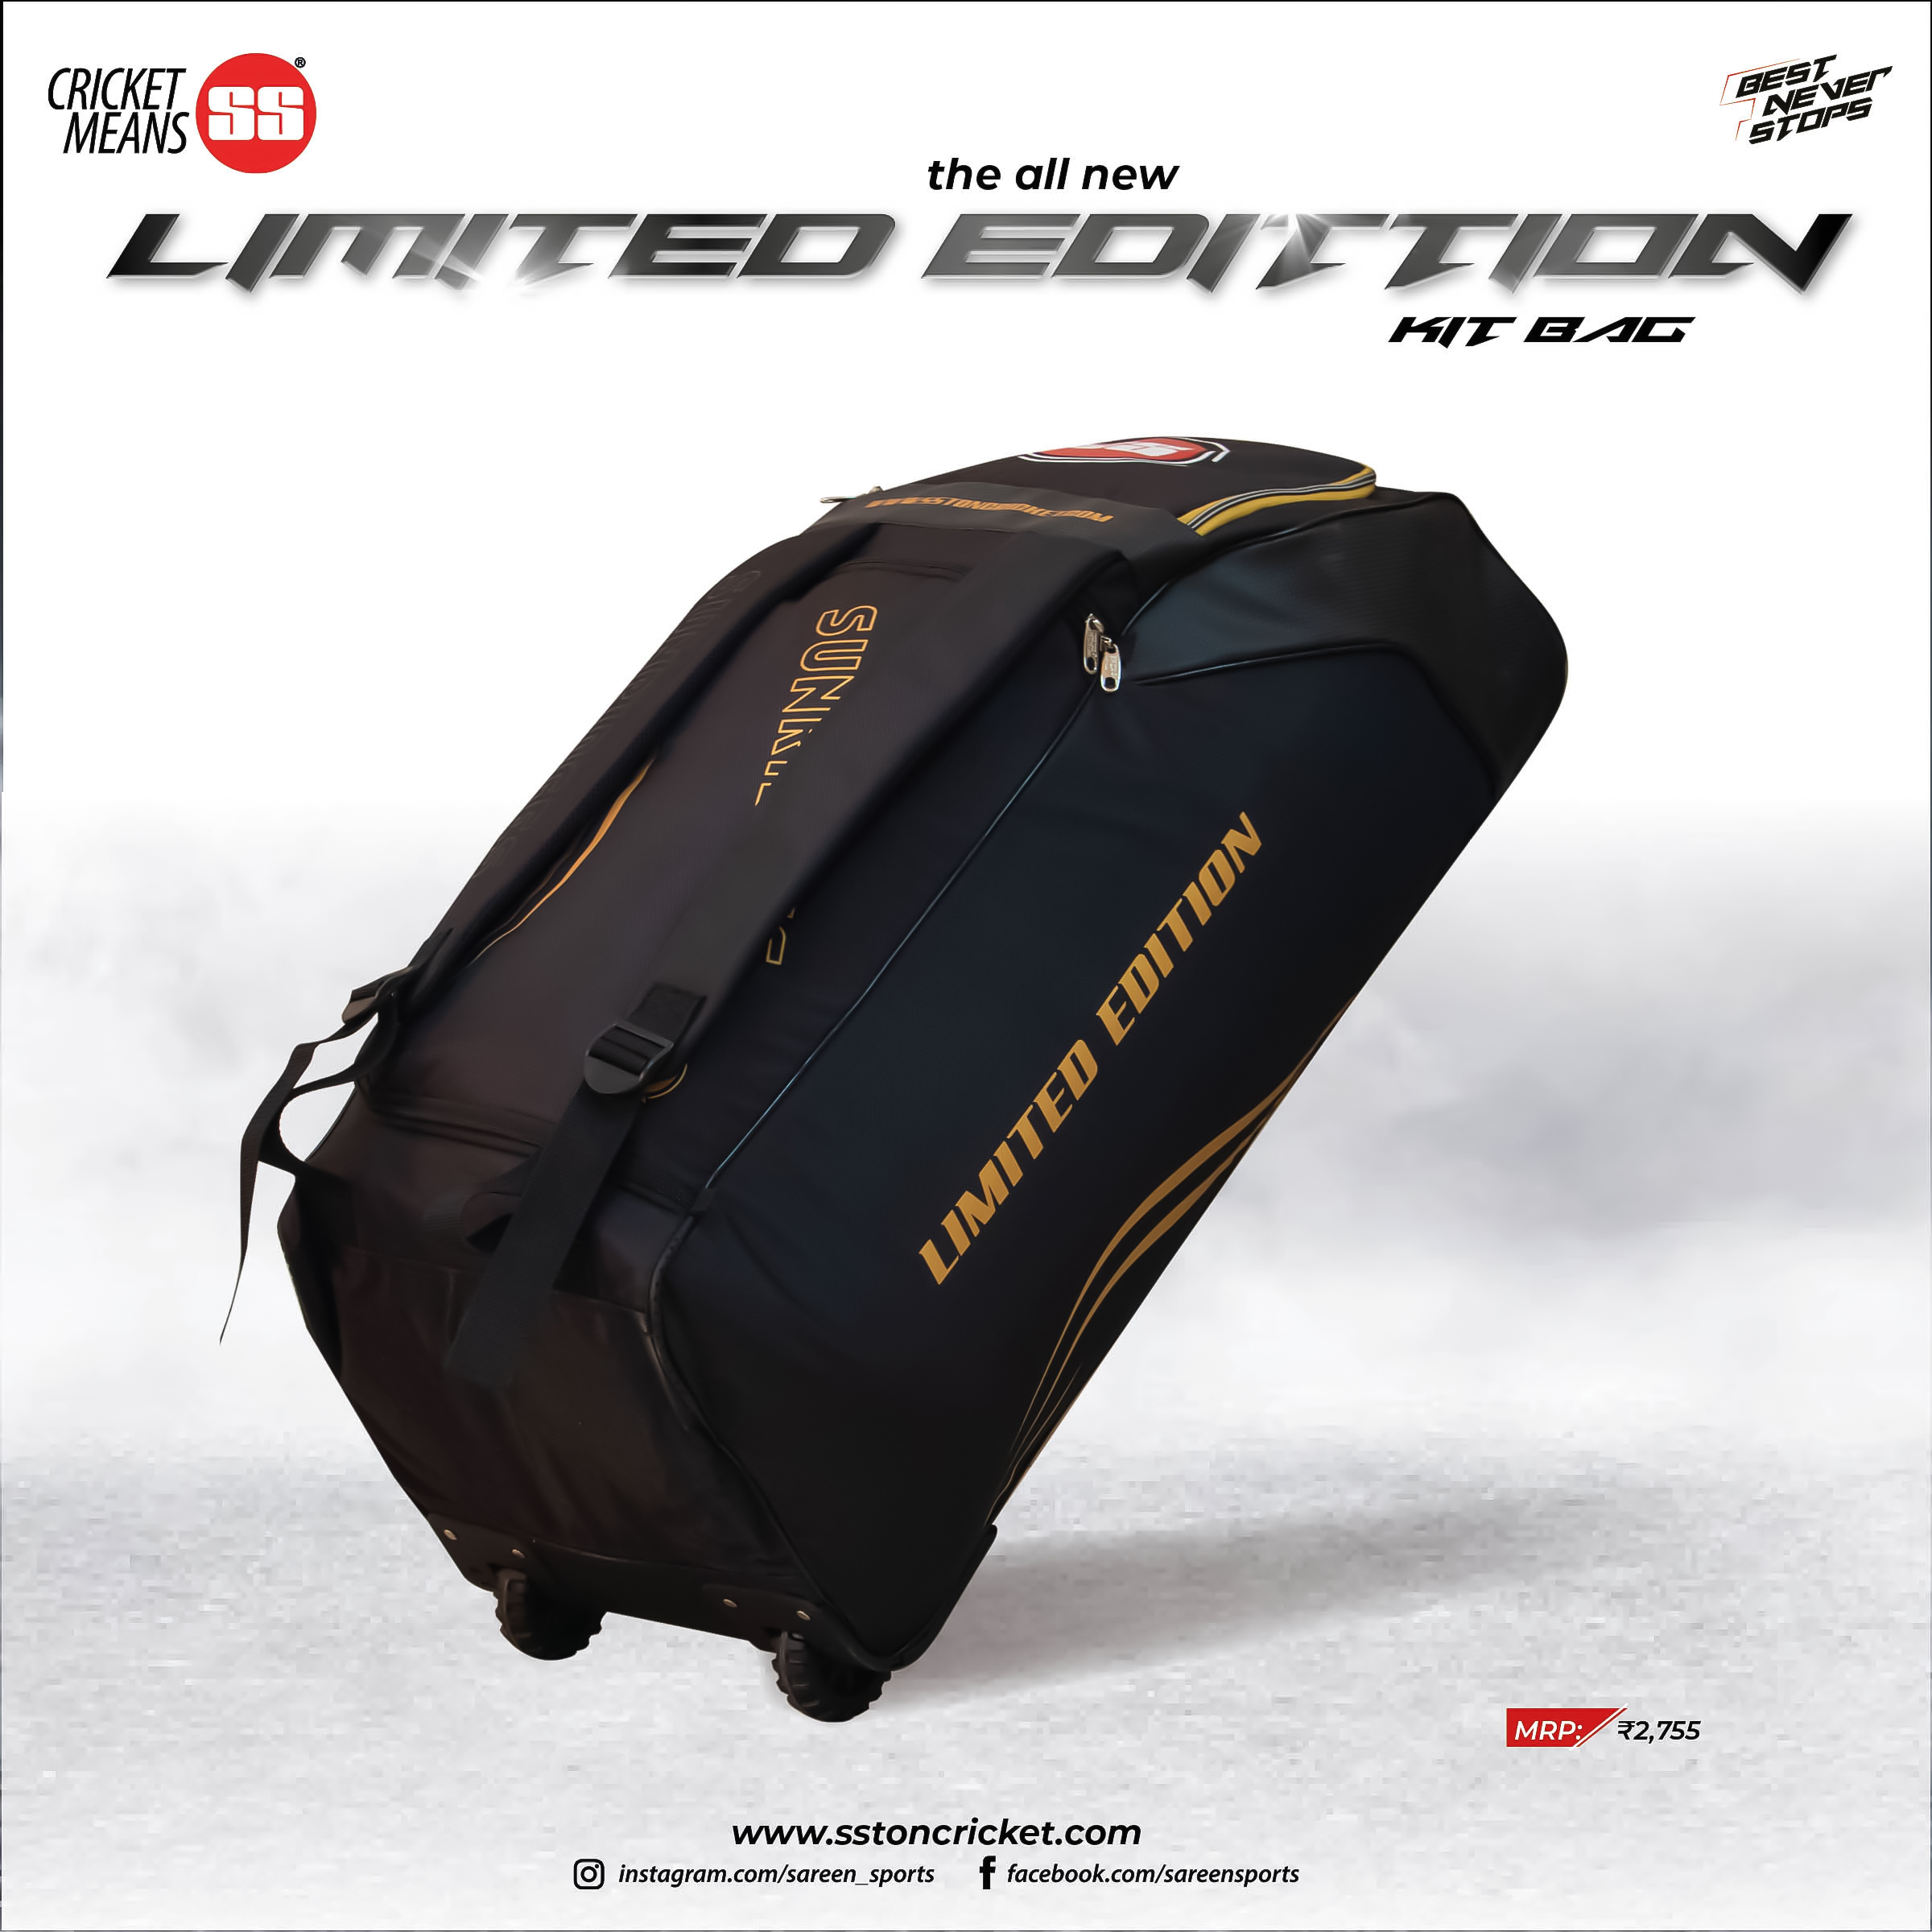 CRICKET
MEANS
SS®
BEST
NEVER
STOPS
the all new
LIMITED EDITTION
KIT BAG
LIMITED EDITION
MRP: ₹2,755
www.sstoncricket.com
instagram.com/sareen_sports
facebook.com/sareensports